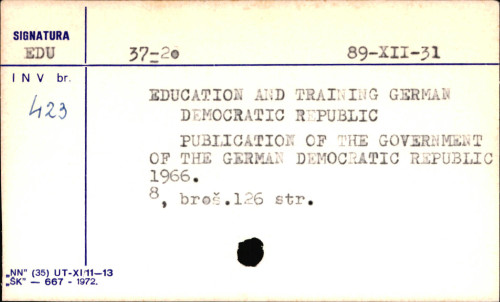 SIGNATURA
EDU 37-20 89-XII-31
INV br.
423
EDUCATION AND TRAINING GERMAN
DEMOCRATIC REPUBLIC
PUBLICATION OF THE GOVERNMENT
OF THE GERMAN DEMOCRATIC REPUBLIC
1966.
8, broš.126 str.
„NN" (35) UT-XI/11—13
„ŠK" — 667 - 1972.